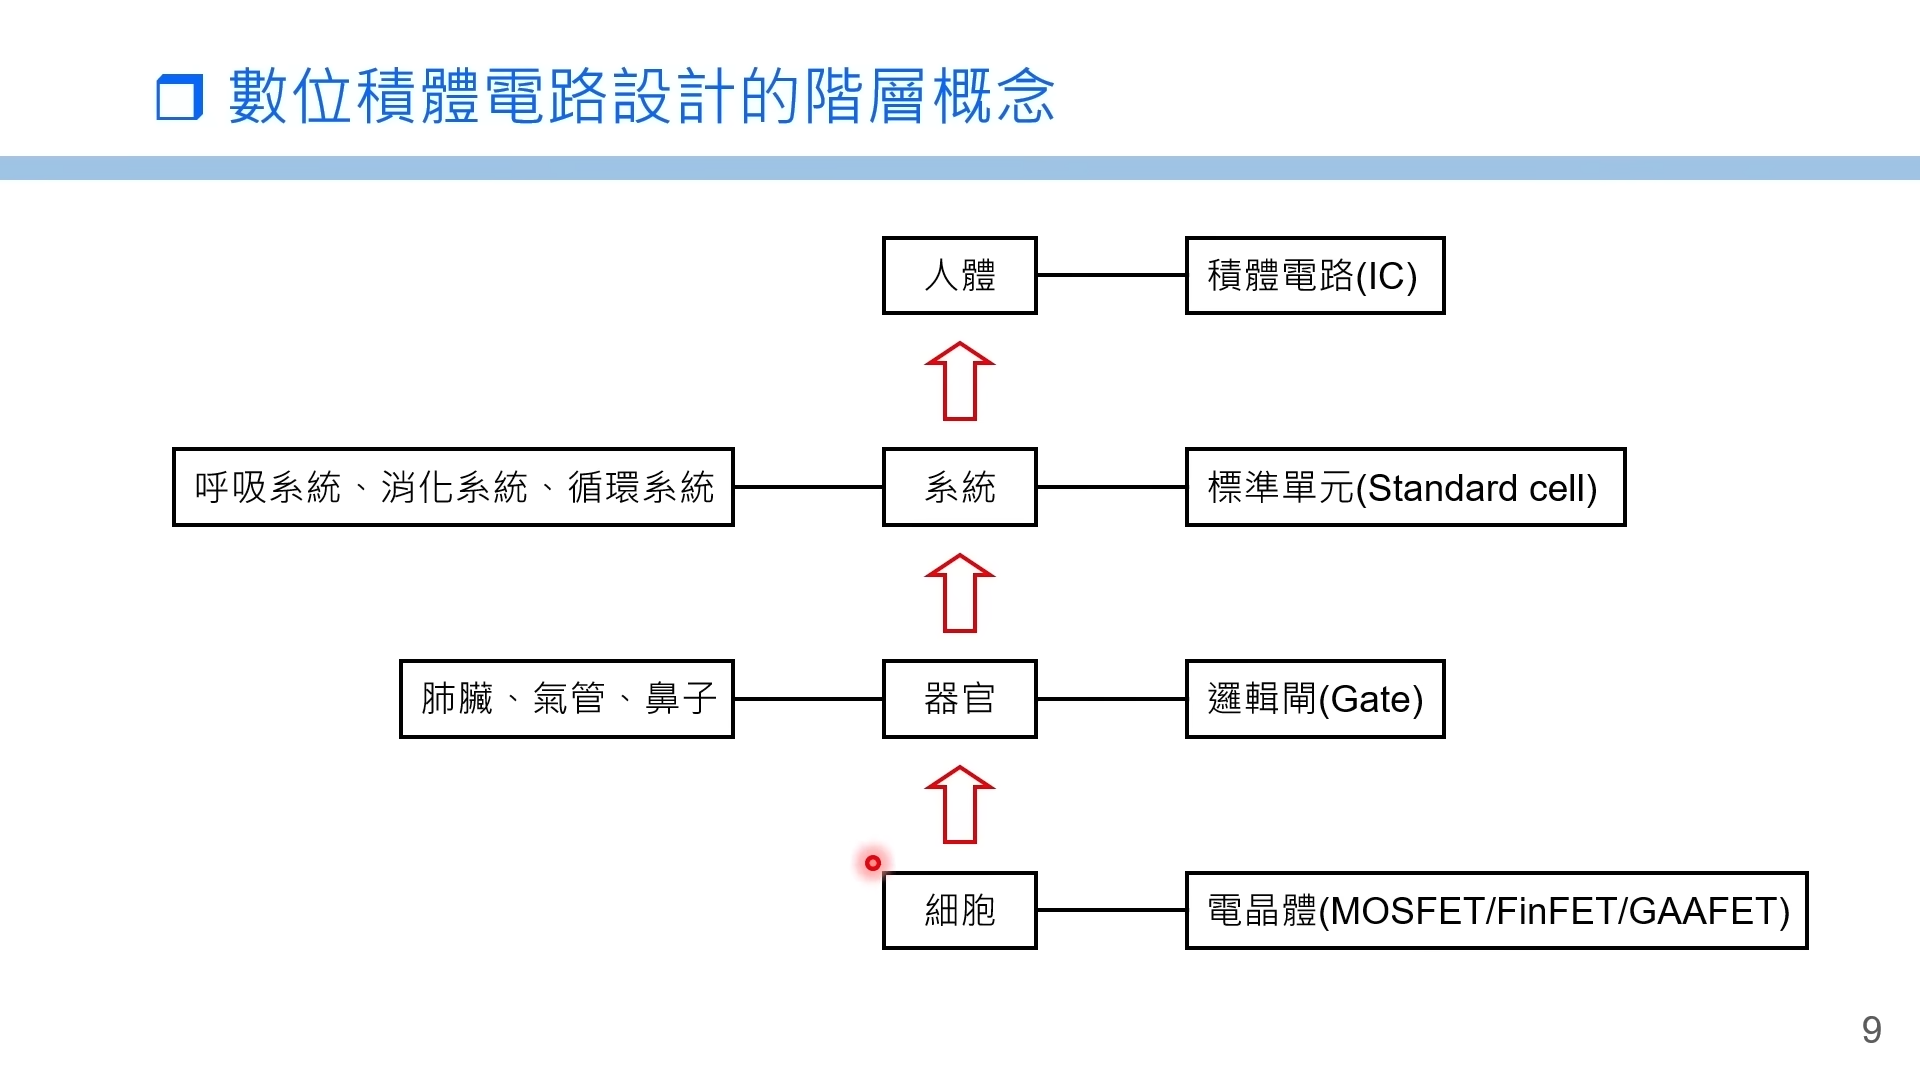 數位積體電路設計的階層概念
人體
積體電路(IC)
呼吸系統、消化系統、循環系統
系統
標準單元(Standard cell)
肺臟、氣管、鼻子
器官
邏輯閘(Gate)
細胞
電晶體(MOSFET/FinFET/GAAFET)
9